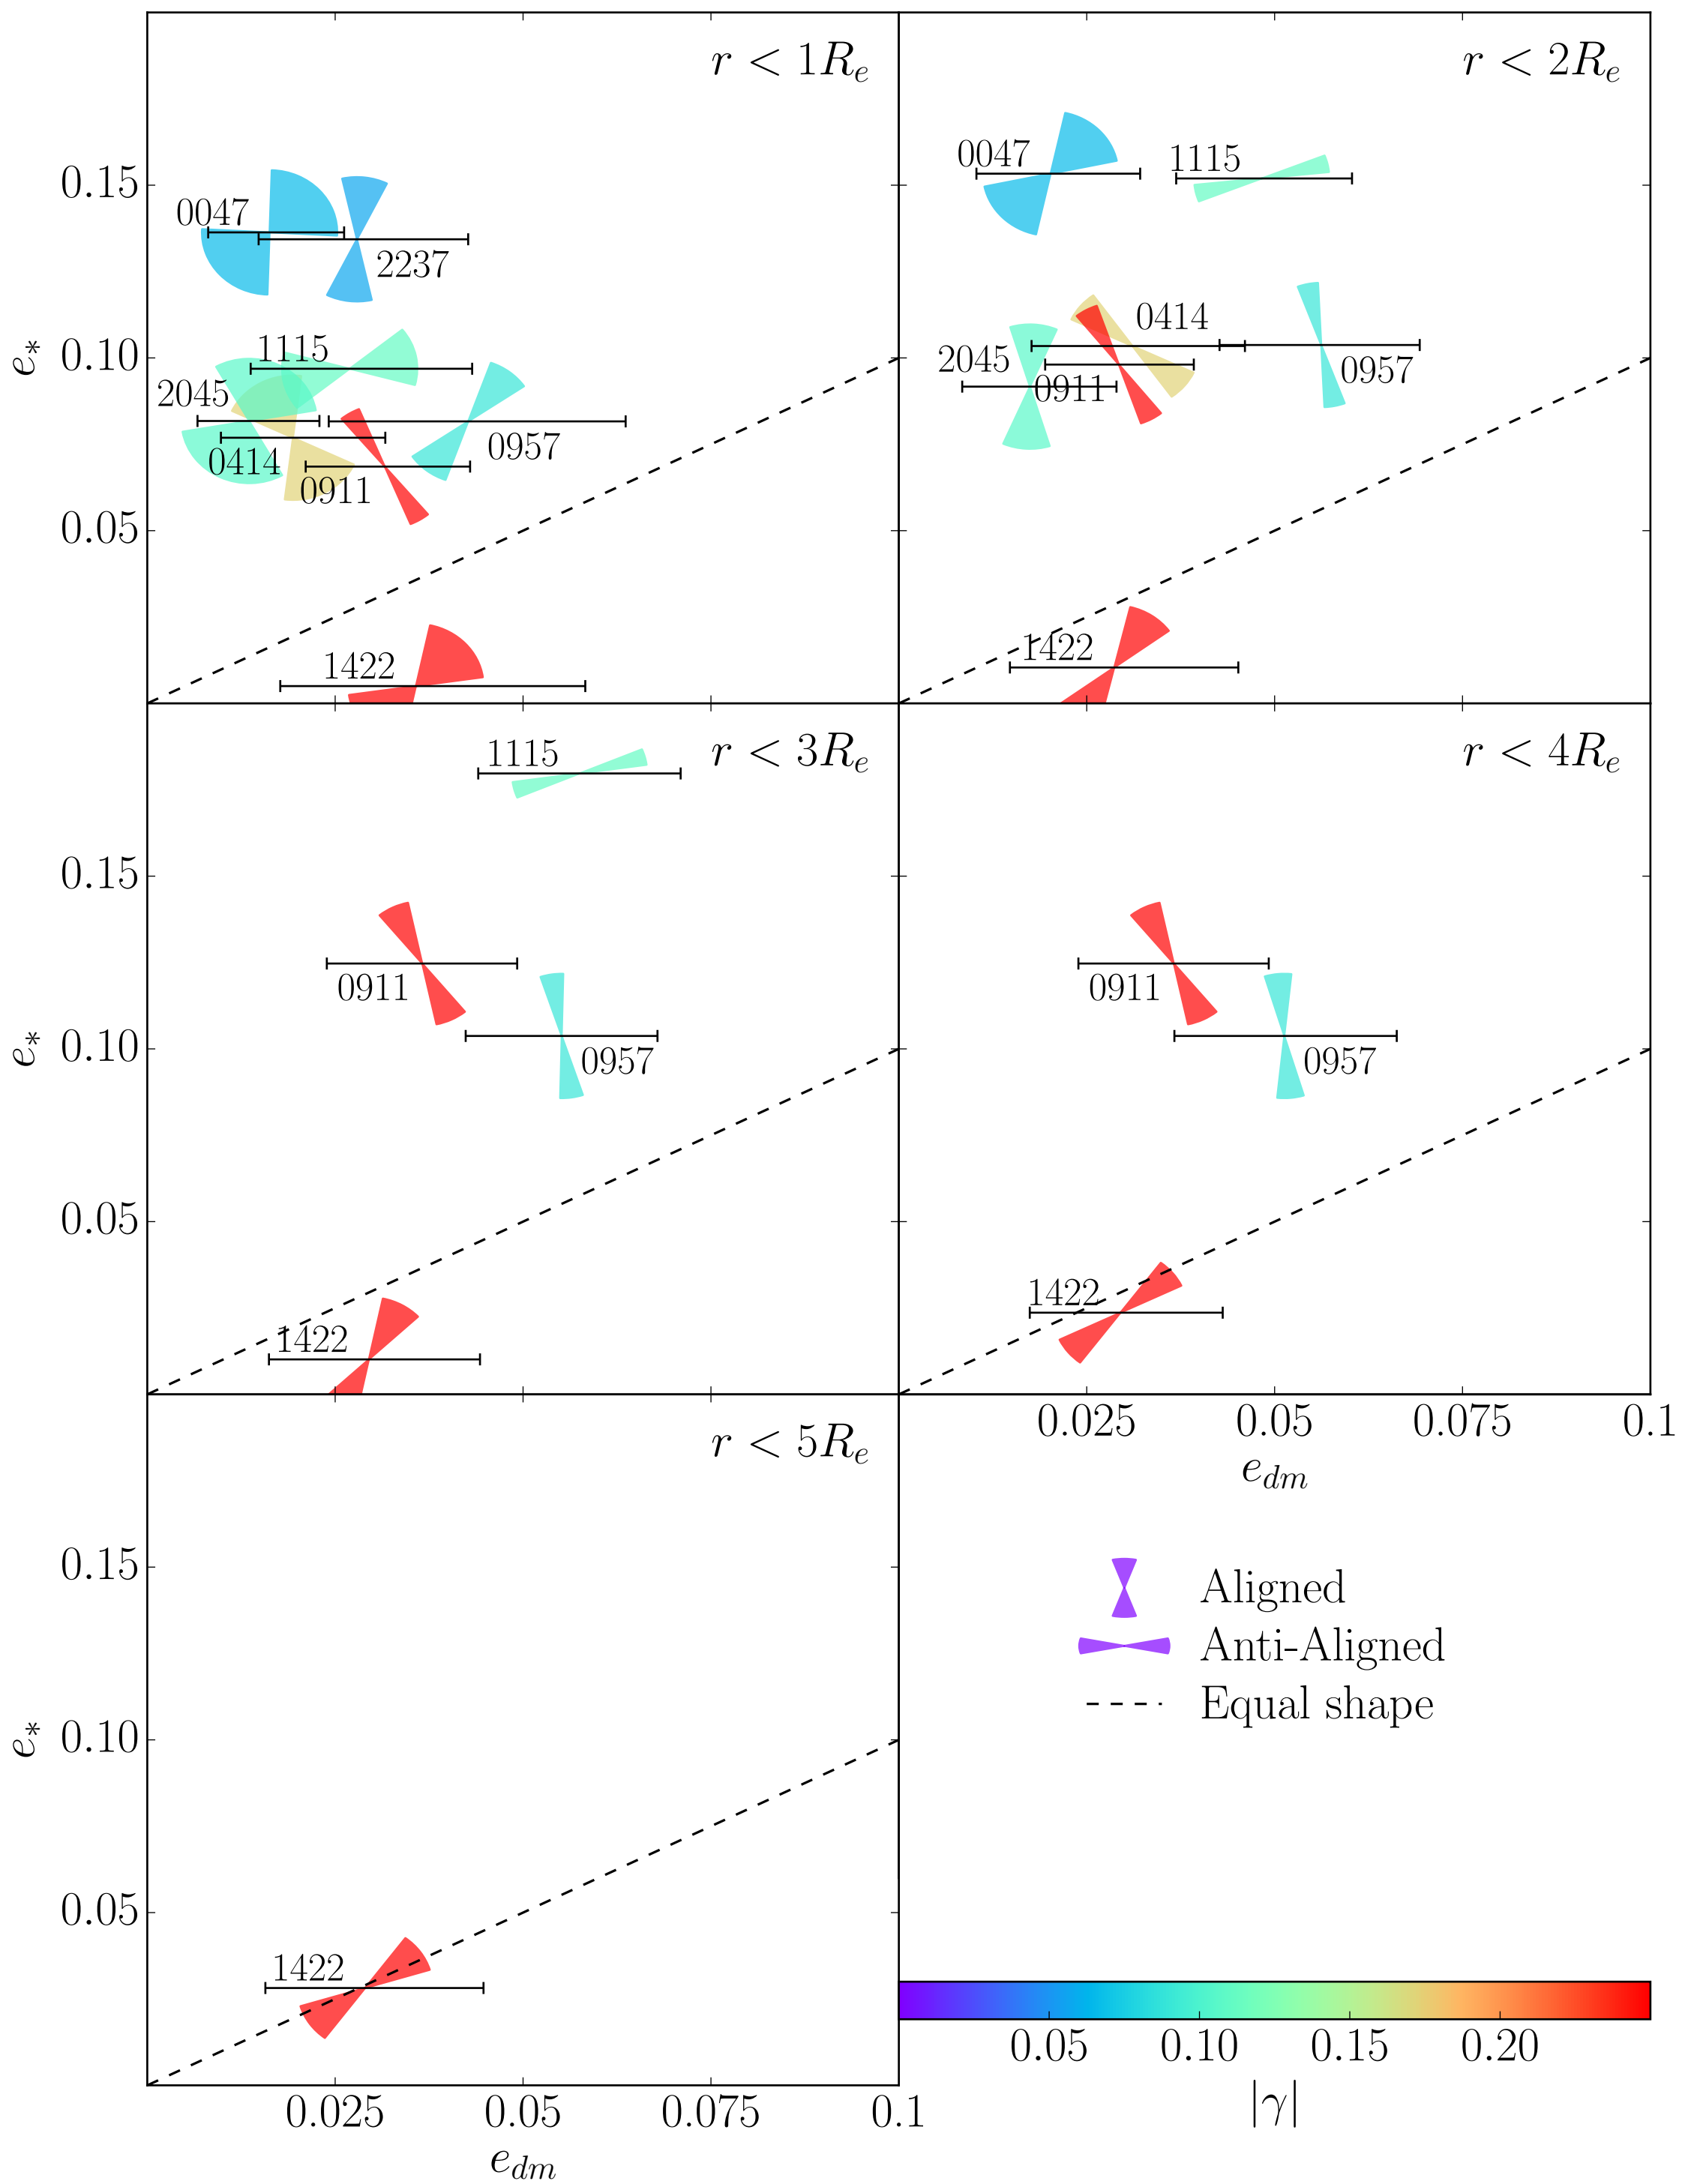 r < 1R_e
0047
2237
1115
2045
0414
0911
0957
1422
0.15
0.10
0.05
e_*
r < 2R_e
0047
1115
0414
2045
0911
0957
1422
r < 3R_e
1115
0911
0957
1422
0.15
0.10
0.05
e_*
r < 4R_e
0911
0957
1422
0.025 0.05 0.075 0.1
e_{dm}
r < 5R_e
1422
0.15
0.10
0.05
e_*
0.025 0.05 0.075 0.1
e_{dm}
Aligned
Anti-Aligned
Equal shape
0.05 0.10 0.15 0.20
|γ|